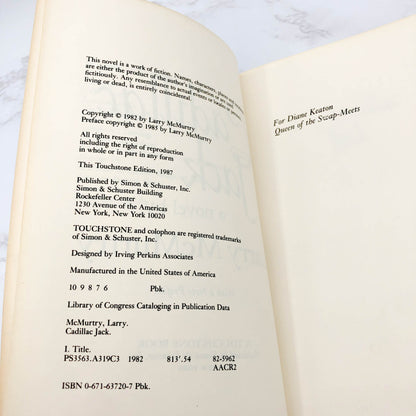 This novel is a work of fiction. Names, characters, places and incidents
are either the product of the author's imagination or are used
fictitiously. Any resemblance to actual events or locales or persons,
living or dead, is entirely coincidental.
Copyright © 1982 by Larry McMurtry
Preface copyright © 1985 by Larry McMurtry
All rights reserved
including the right of reproduction
in whole or in part in any form
This Touchstone Edition, 1987
Published by Simon & Schuster, Inc.
Simon & Schuster Building
Rockefeller Center
1230 Avenue of the Americas
New York, New York 10020
TOUCHSTONE and colophon are registered trademarks
of Simon & Schuster, Inc.
Designed by Irving Perkins Associates
Manufactured in the United States of America
10 9 8 7 6 Pbk.
Library of Congress Cataloging in Publication Data
McMurtry, Larry.
Cadillac Jack.
I. Title.
PS3563.A319C3 1982 813'.54 82-5962
AACR2
ISBN 0-671-63720-7 Pbk.
For Diane Keaton
Queen of the Swap-Meets